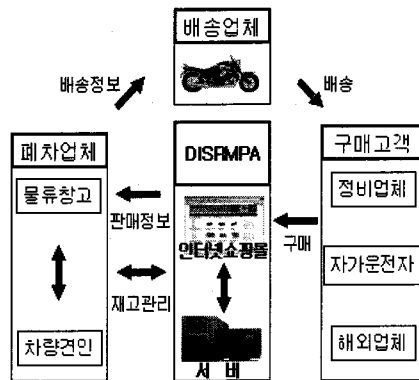 배송업체
배송정보
배송
폐차업체
DISRMPA
구매고객
물류창고
정비업체
판매정보
인터넷쇼핑몰
구매
자가운전자
재고관리
차량견인
해외업체
서 버